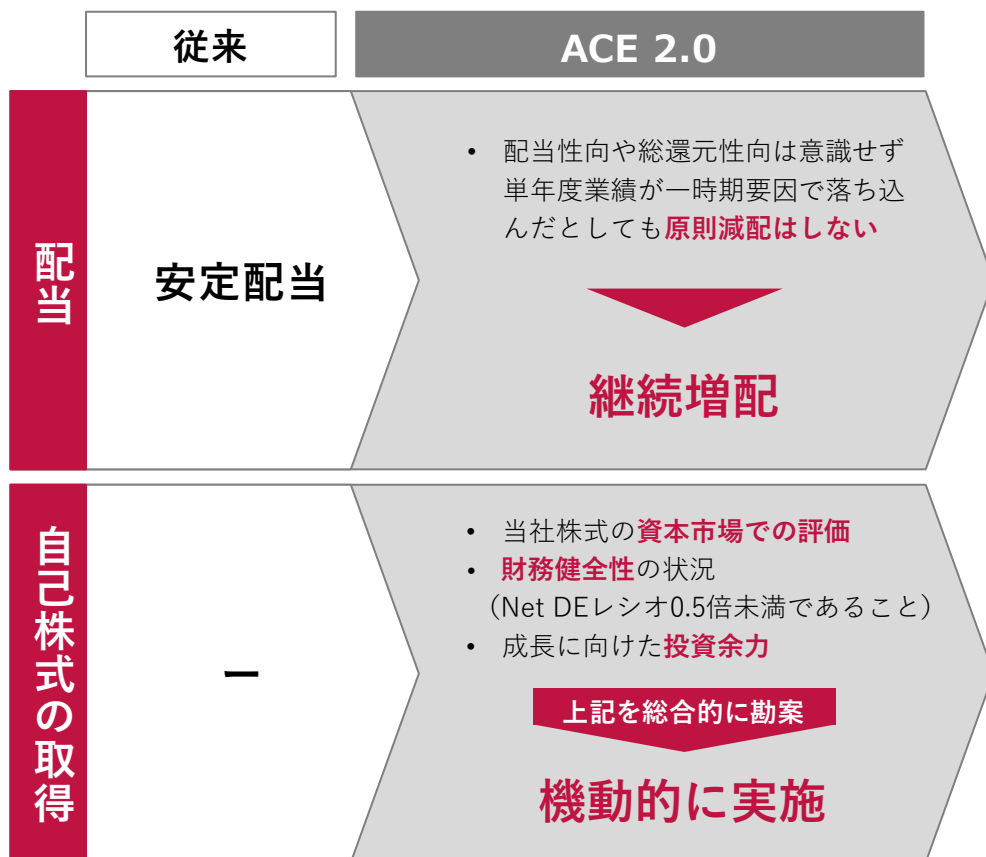 従来
ACE 2.0
配当
安定配当
• 配当性向や総還元性向は意識せず
単年度業績が一時期要因で落ち込
んだとしても原則減配はしない
継続増配
自己株式の取得
ー
• 当社株式の資本市場での評価
• 財務健全性の状況
（Net DEレシオ0.5倍未満であること）
• 成長に向けた投資余力
上記を総合的に勘案
機動的に実施